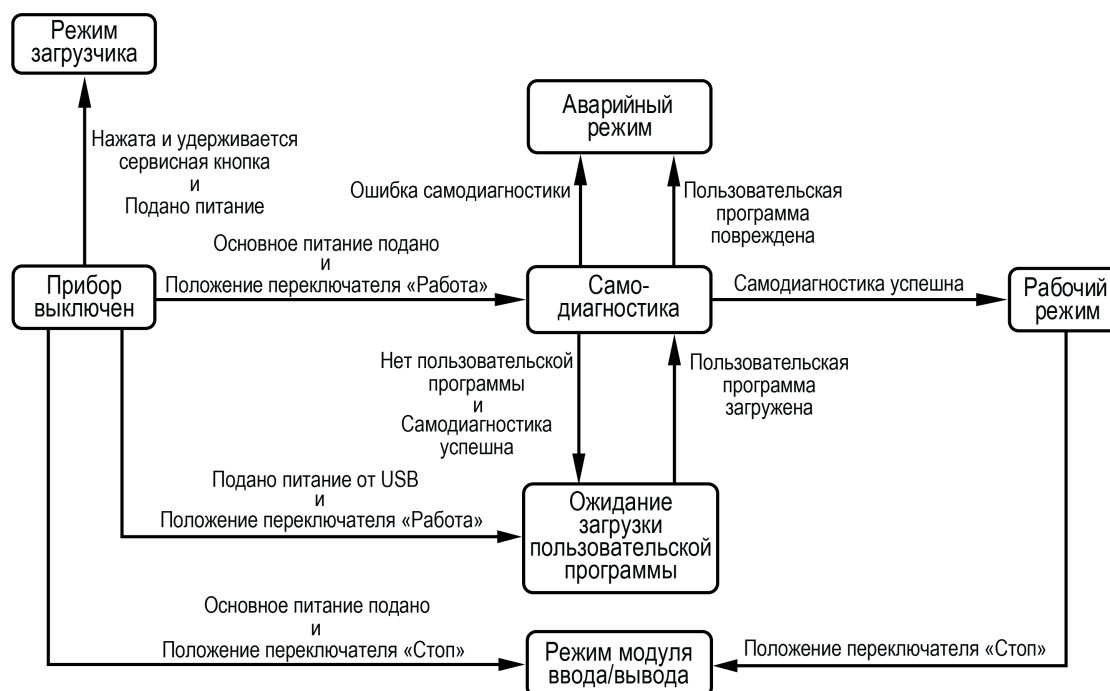 Режим
загрузчика
Аварийный
режим
Нажата и удерживается
сервисная кнопка
и
Подано питание
Ошибка самодиагностики
Пользовательская
программа
повреждена
Основное питание подано
и
Положение переключателя «Работа»
Прибор
выключен
Само-
диагностика
Самодиагностика успешна
Рабочий
режим
Нет пользовательской
программы
и
Самодиагностика
успешна
Пользовательская
программа
загружена
Подано питание от USB
и
Положение переключателя «Работа»
Ожидание
загрузки
пользовательской
программы
Основное питание подано
и
Положение переключателя «Стоп»
Режим модуля
ввода/вывода
Положение переключателя «Стоп»